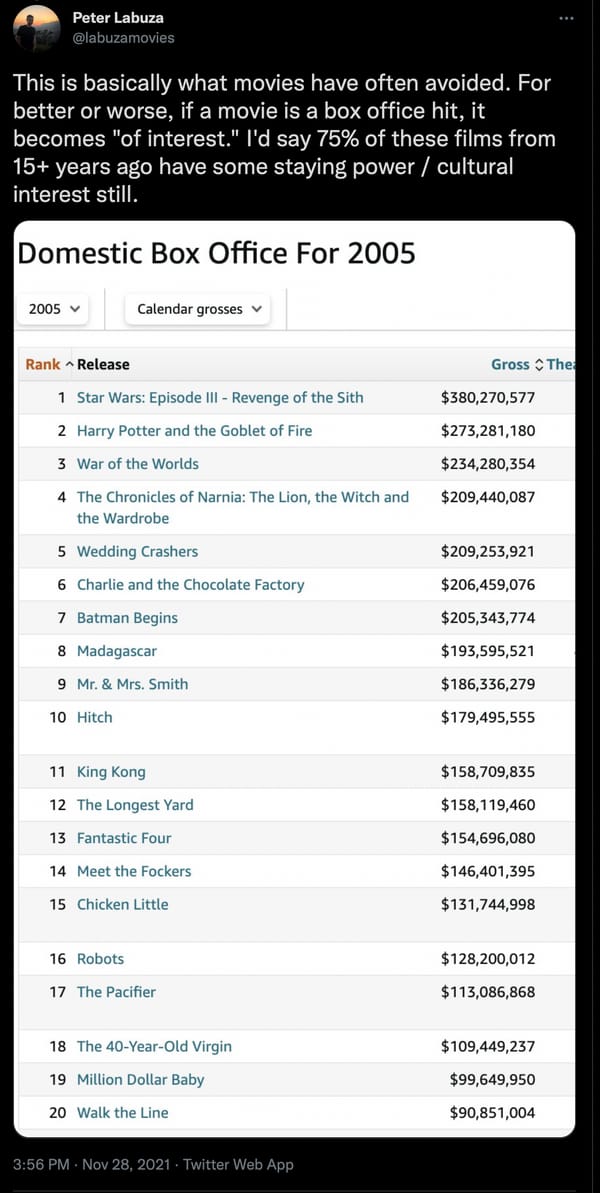 Peter Labuza
@labuzamovies
This is basically what movies have often avoided. For
better or worse, if a movie is a box office hit, it
becomes "of interest." I'd say 75% of these films from
15+ years ago have some staying power / cultural
interest still.
Domestic Box Office For 2005
2005 Calendar grosses
Rank Release Gross Thea
1 Star Wars: Episode III - Revenge of the Sith $380,270,577
2 Harry Potter and the Goblet of Fire $273,281,180
3 War of the Worlds $234,280,354
4 The Chronicles of Narnia: The Lion, the Witch and $209,440,087
the Wardrobe
5 Wedding Crashers $209,253,921
6 Charlie and the Chocolate Factory $206,459,076
7 Batman Begins $205,343,774
8 Madagascar $193,595,521
9 Mr. & Mrs. Smith $186,336,279
10 Hitch $179,495,555
11 King Kong $158,709,835
12 The Longest Yard $158,119,460
13 Fantastic Four $154,696,080
14 Meet the Fockers $146,401,395
15 Chicken Little $131,744,998
16 Robots $128,200,012
17 The Pacifier $113,086,868
18 The 40-Year-Old Virgin $109,449,237
19 Million Dollar Baby $99,649,950
20 Walk the Line $90,851,004
3:56 PM · Nov 28, 2021 · Twitter Web App